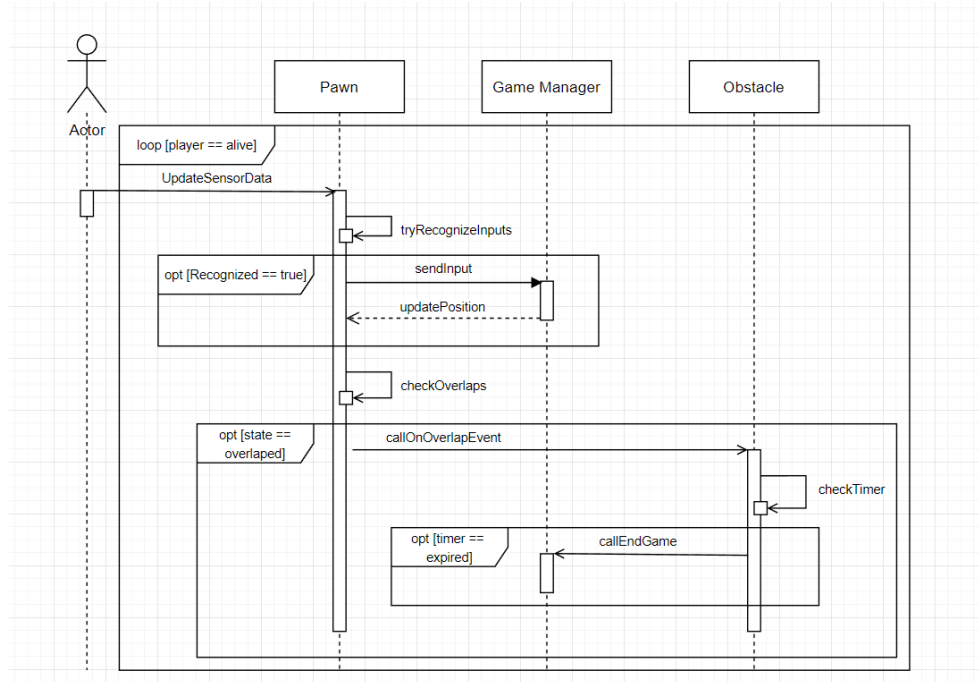 Pawn
Game Manager
Obstacle
Actor
loop [player == alive]
UpdateSensorData
tryRecognizeInputs
opt [Recognized == true]
sendInput
updatePosition
checkOverlaps
opt [state ==
overlaped]
callOnOverlapEvent
checkTimer
opt [timer ==
expired]
callEndGame